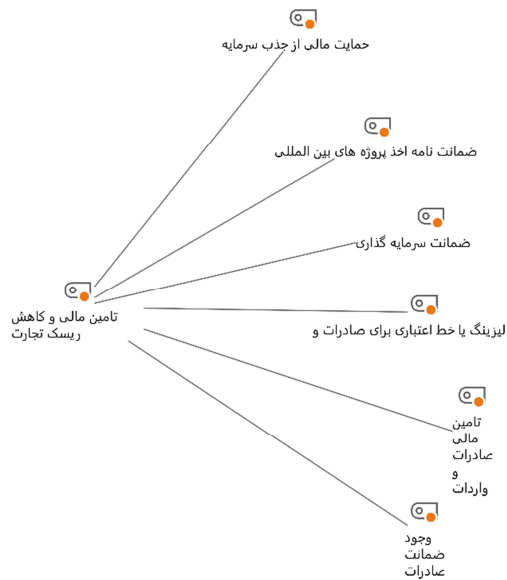 حمایت مالی از جذب سرمایه
ضمانت نامه اخذ پروژه های بین المللی
ضمانت سرمایه گذاری
تامین مالی و کاهش
ریسک تجارت
لیزینگ یا خط اعتباری برای صادرات و
تامین
مالی
صادرات
و
واردات
وجود
ضمانت
صادرات